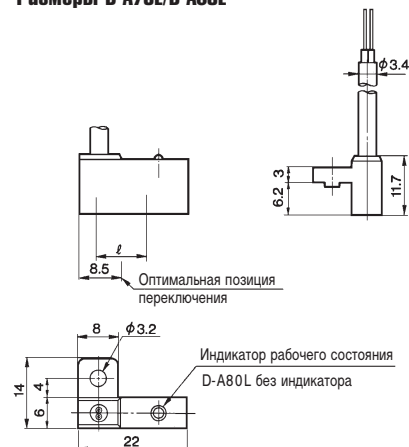 Размеры D-A79L/D-A80L
ϕ3.4
3
6.2
11.7
ℓ
8.5
Оптимальная позиция
переключения
8
ϕ3.2
Индикатор рабочего состояния
D-A80L без индикатора
14
4
6
22